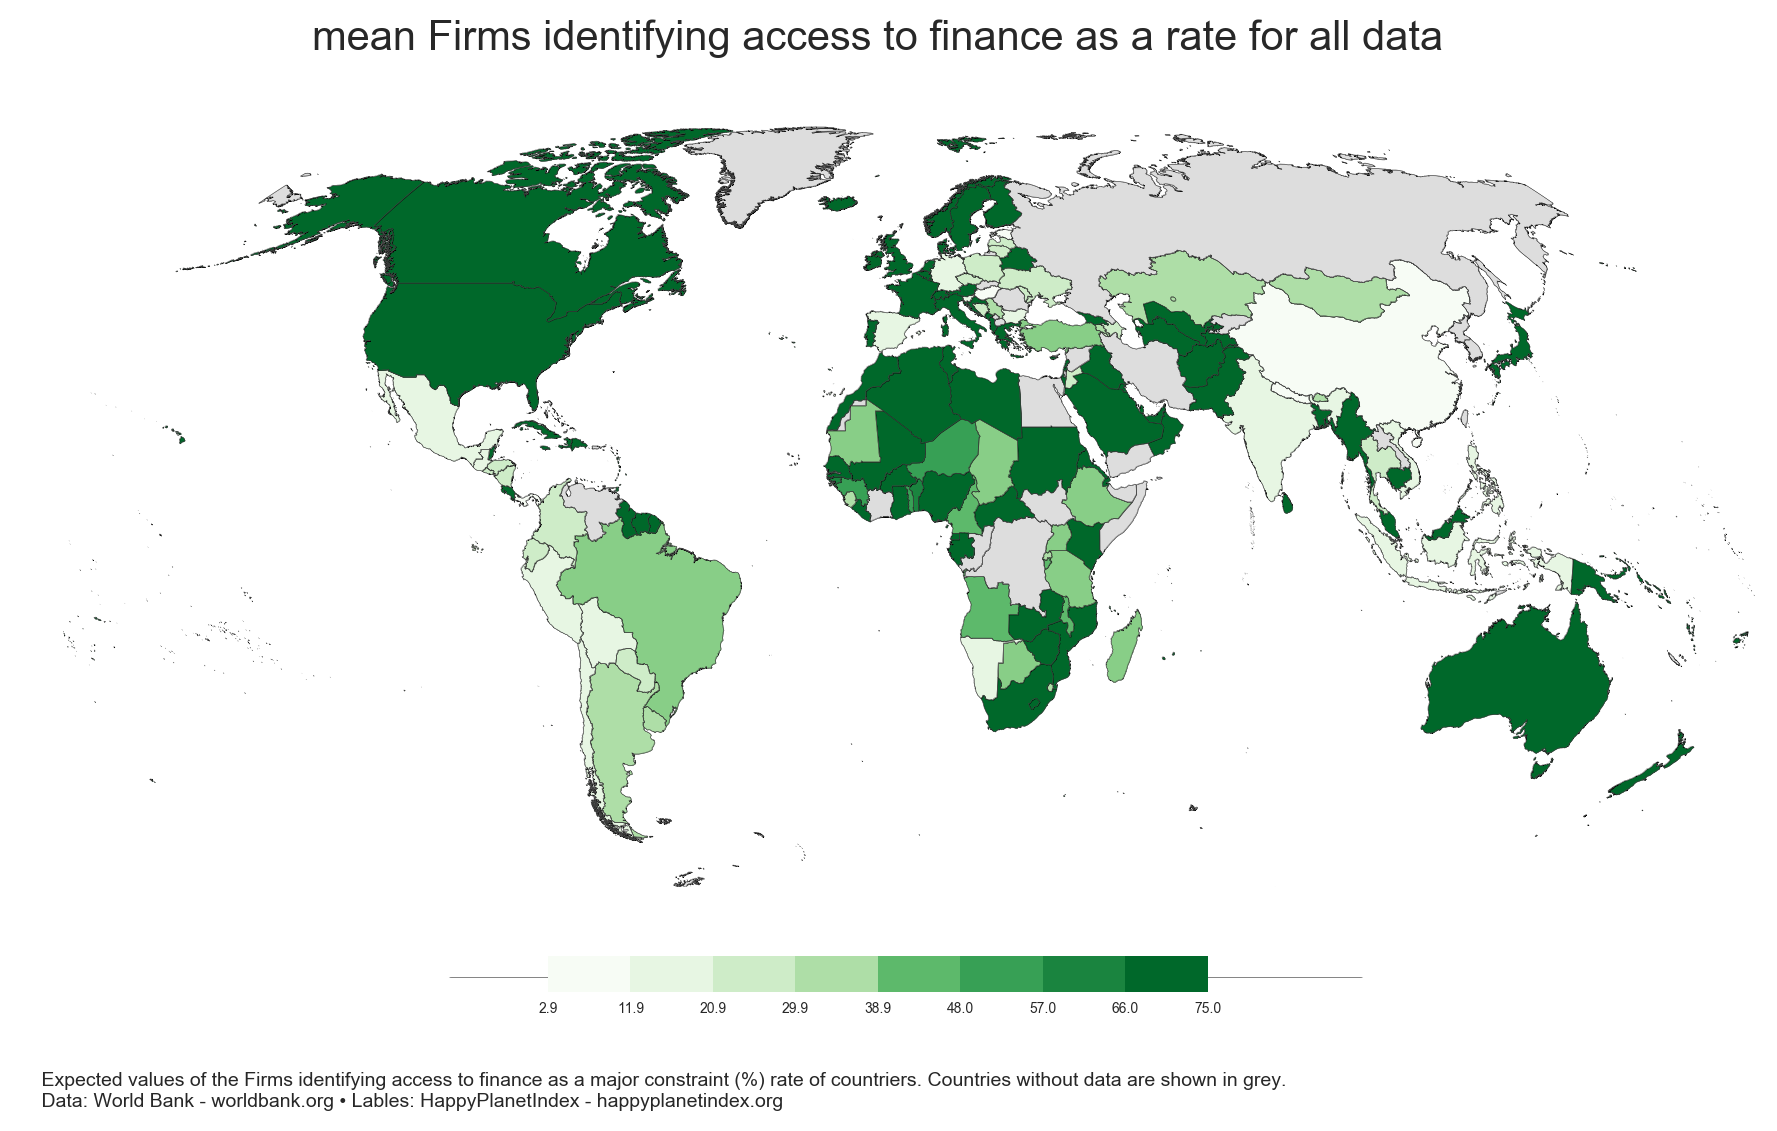 mean Firms identifying access to finance as a rate for all data
2.9 11.9 20.9 29.9 38.9 48.0 57.0 66.0 75.0
Expected values of the Firms identifying access to finance as a major constraint (%) rate of countriers. Countries without data are shown in grey.
Data: World Bank - worldbank.org • Lables: HappyPlanetIndex - happyplanetindex.org